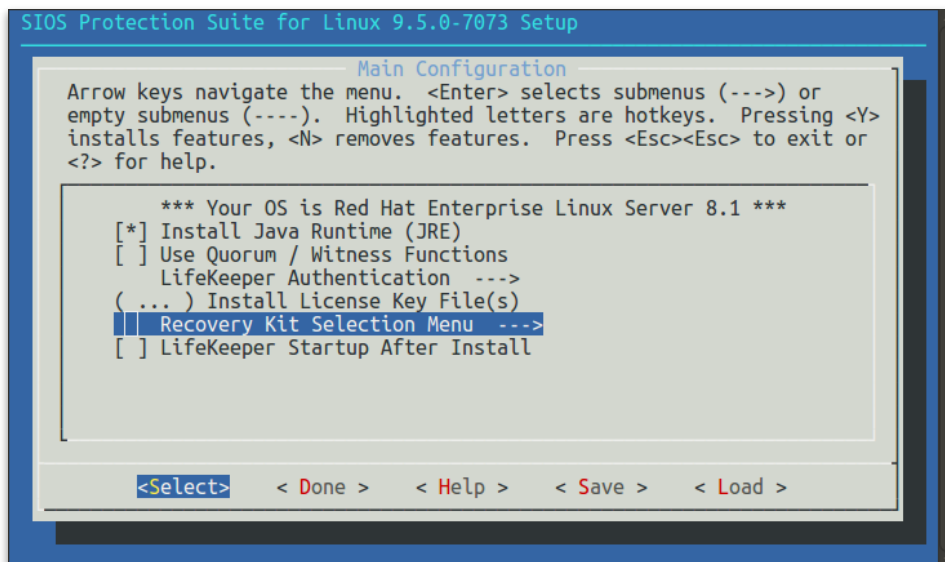 SIOS Protection Suite for Linux 9.5.0-7073 Setup
Main Configuration
Arrow keys navigate the menu. <Enter> selects submenus (--->) or
empty submenus (----). Highlighted letters are hotkeys. Pressing <Y>
installs features, <N> removes features. Press <Esc><Esc> to exit or
<?> for help.
*** Your OS is Red Hat Enterprise Linux Server 8.1 ***
[*] Install Java Runtime (JRE)
[ ] Use Quorum / Witness Functions
LifeKeeper Authentication --->
( ... ) Install License Key File(s)
Recovery Kit Selection Menu --->
[ ] LifeKeeper Startup After Install
<Select> < Done > < Help > < Save > < Load >